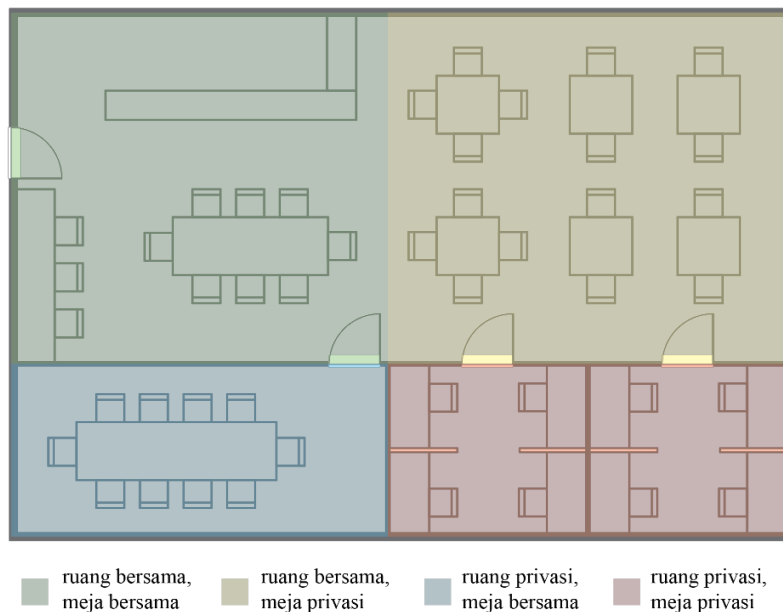 ruang bersama,
meja bersama
ruang bersama,
meja privasi
ruang privasi,
meja bersama
ruang privasi,
meja privasi